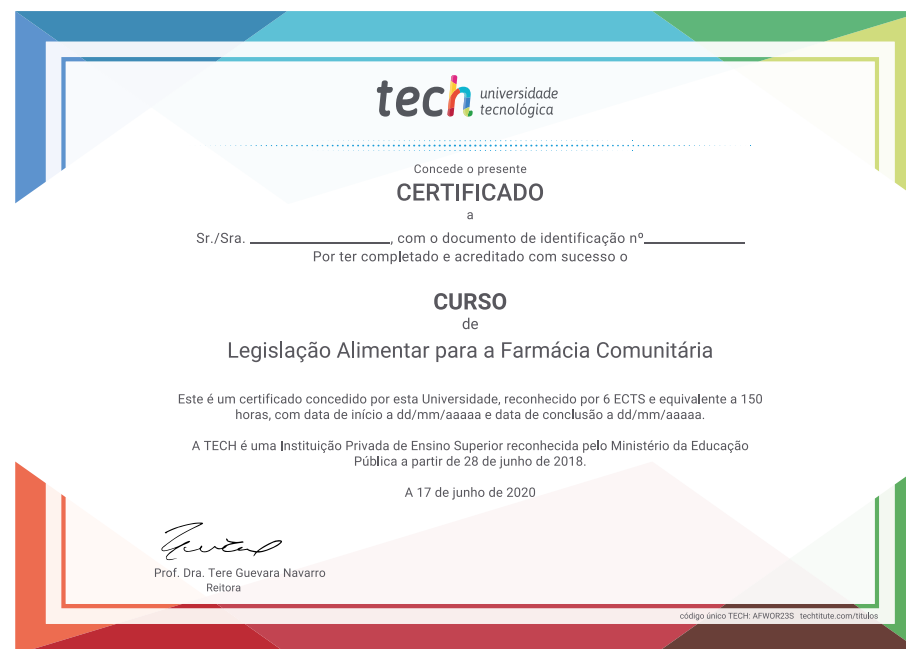 tech universidade
tecnológica
Concede o presente
CERTIFICADO
a
Sr./Sra. ____________________, com o documento de identificação nº______________
Por ter completado e acreditado com sucesso o
CURSO
de
Legislação Alimentar para a Farmácia Comunitária
Este é um certificado concedido por esta Universidade, reconhecido por 6 ECTS e equivalente a 150
horas, com data de início a dd/mm/aaaaa e data de conclusão a dd/mm/aaaaa.
A TECH é uma Instituição Privada de Ensino Superior reconhecida pelo Ministério da Educação
Pública a partir de 28 de junho de 2018.
A 17 de junho de 2020
Prof. Dra. Tere Guevara Navarro
Reitora
código único TECH: AFWOR23S techtitute.com/titulos